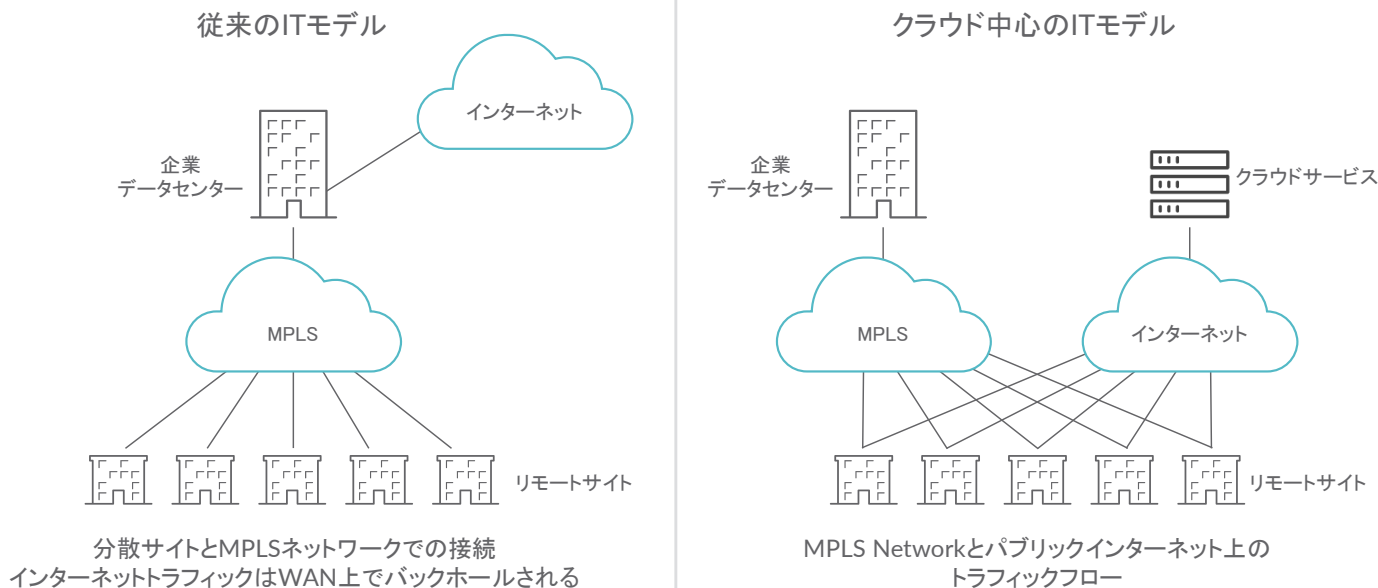 従来のITモデル
インターネット
企業
データセンター
MPLS
リモートサイト
分散サイトとMPLSネットワークでの接続
インターネットトラフィックはWAN上でバックホールされる
クラウド中心のITモデル
企業
データセンター
クラウドサービス
MPLS
インターネット
リモートサイト
MPLS Networkとパブリックインターネット上の
トラフィックフロー